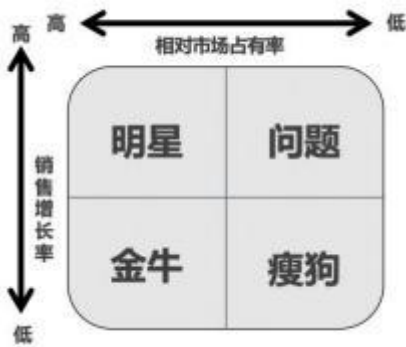 高 高 低
相对市场占有率
明星 问题
销售增长率
金牛 瘦狗
低